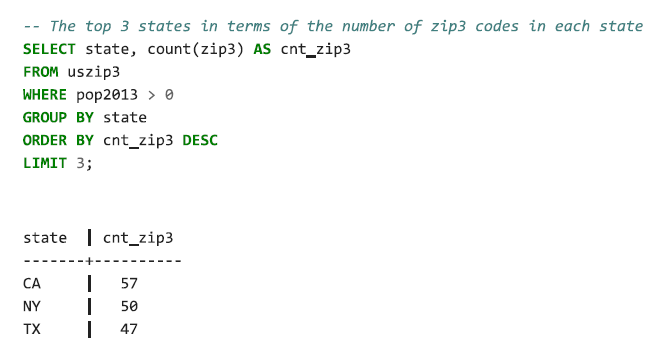 -- The top 3 states in terms of the number of zip3 codes in each state
SELECT state, count(zip3) AS cnt_zip3
FROM uszip3
WHERE pop2013 > 0
GROUP BY state
ORDER BY cnt_zip3 DESC
LIMIT 3;
state | cnt_zip3
-------+----------
CA | 57
NY | 50
TX | 47